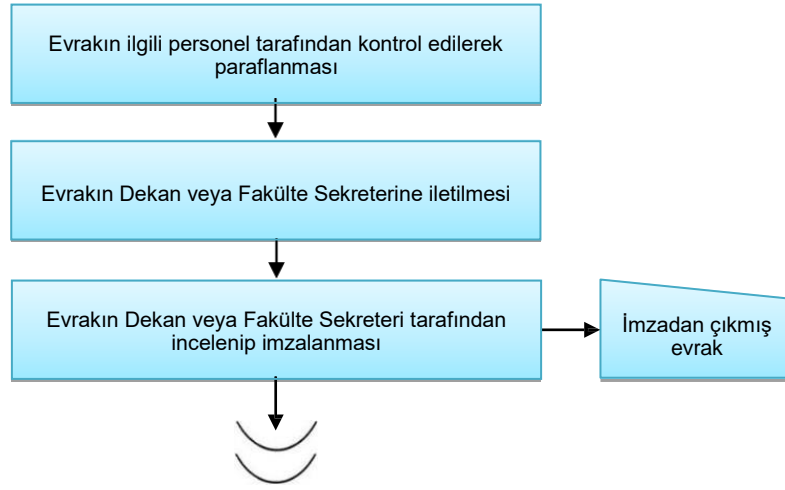 Evrakın ilgili personel tarafından kontrol edilerek
paraflanması
Evrakın Dekan veya Fakülte Sekreterine iletilmesi
Evrakın Dekan veya Fakülte Sekreteri tarafından
incelenip imzalanması
İmzadan çıkmış
evrak